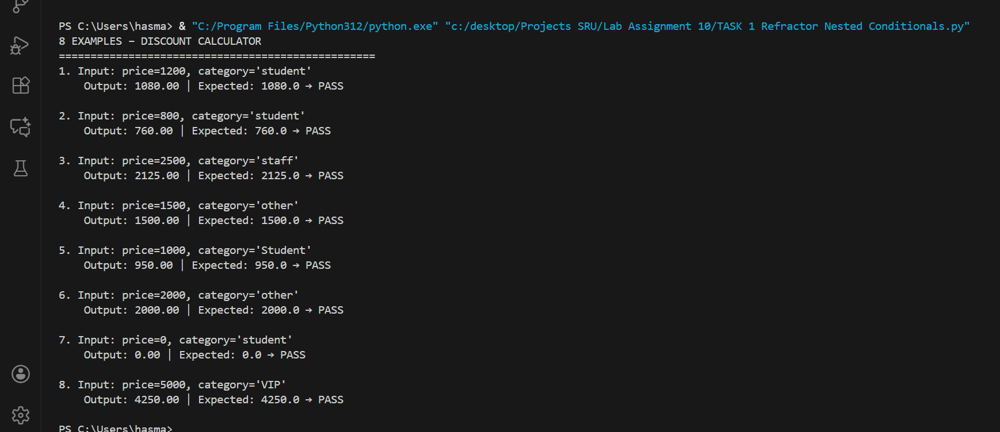 PS C:\Users\hasma> & "C:/Program Files/Python312/python.exe" "c:/desktop/Projects SRU/Lab Assignment 10/TASK 1 Refractor Nested Conditionals.py"
8 EXAMPLES – DISCOUNT CALCULATOR
==================================================
1. Input: price=1200, category='student'
    Output: 1080.00 | Expected: 1080.0 → PASS
2. Input: price=800, category='student'
    Output: 760.00 | Expected: 760.0 → PASS
3. Input: price=2500, category='staff'
    Output: 2125.00 | Expected: 2125.0 → PASS
4. Input: price=1500, category='other'
    Output: 1500.00 | Expected: 1500.0 → PASS
5. Input: price=1000, category='Student'
    Output: 950.00 | Expected: 950.0 → PASS
6. Input: price=2000, category='other'
    Output: 2000.00 | Expected: 2000.0 → PASS
7. Input: price=0, category='student'
    Output: 0.00 | Expected: 0.0 → PASS
8. Input: price=5000, category='VIP'
    Output: 4250.00 | Expected: 4250.0 → PASS
PS C:\Users\hasma>